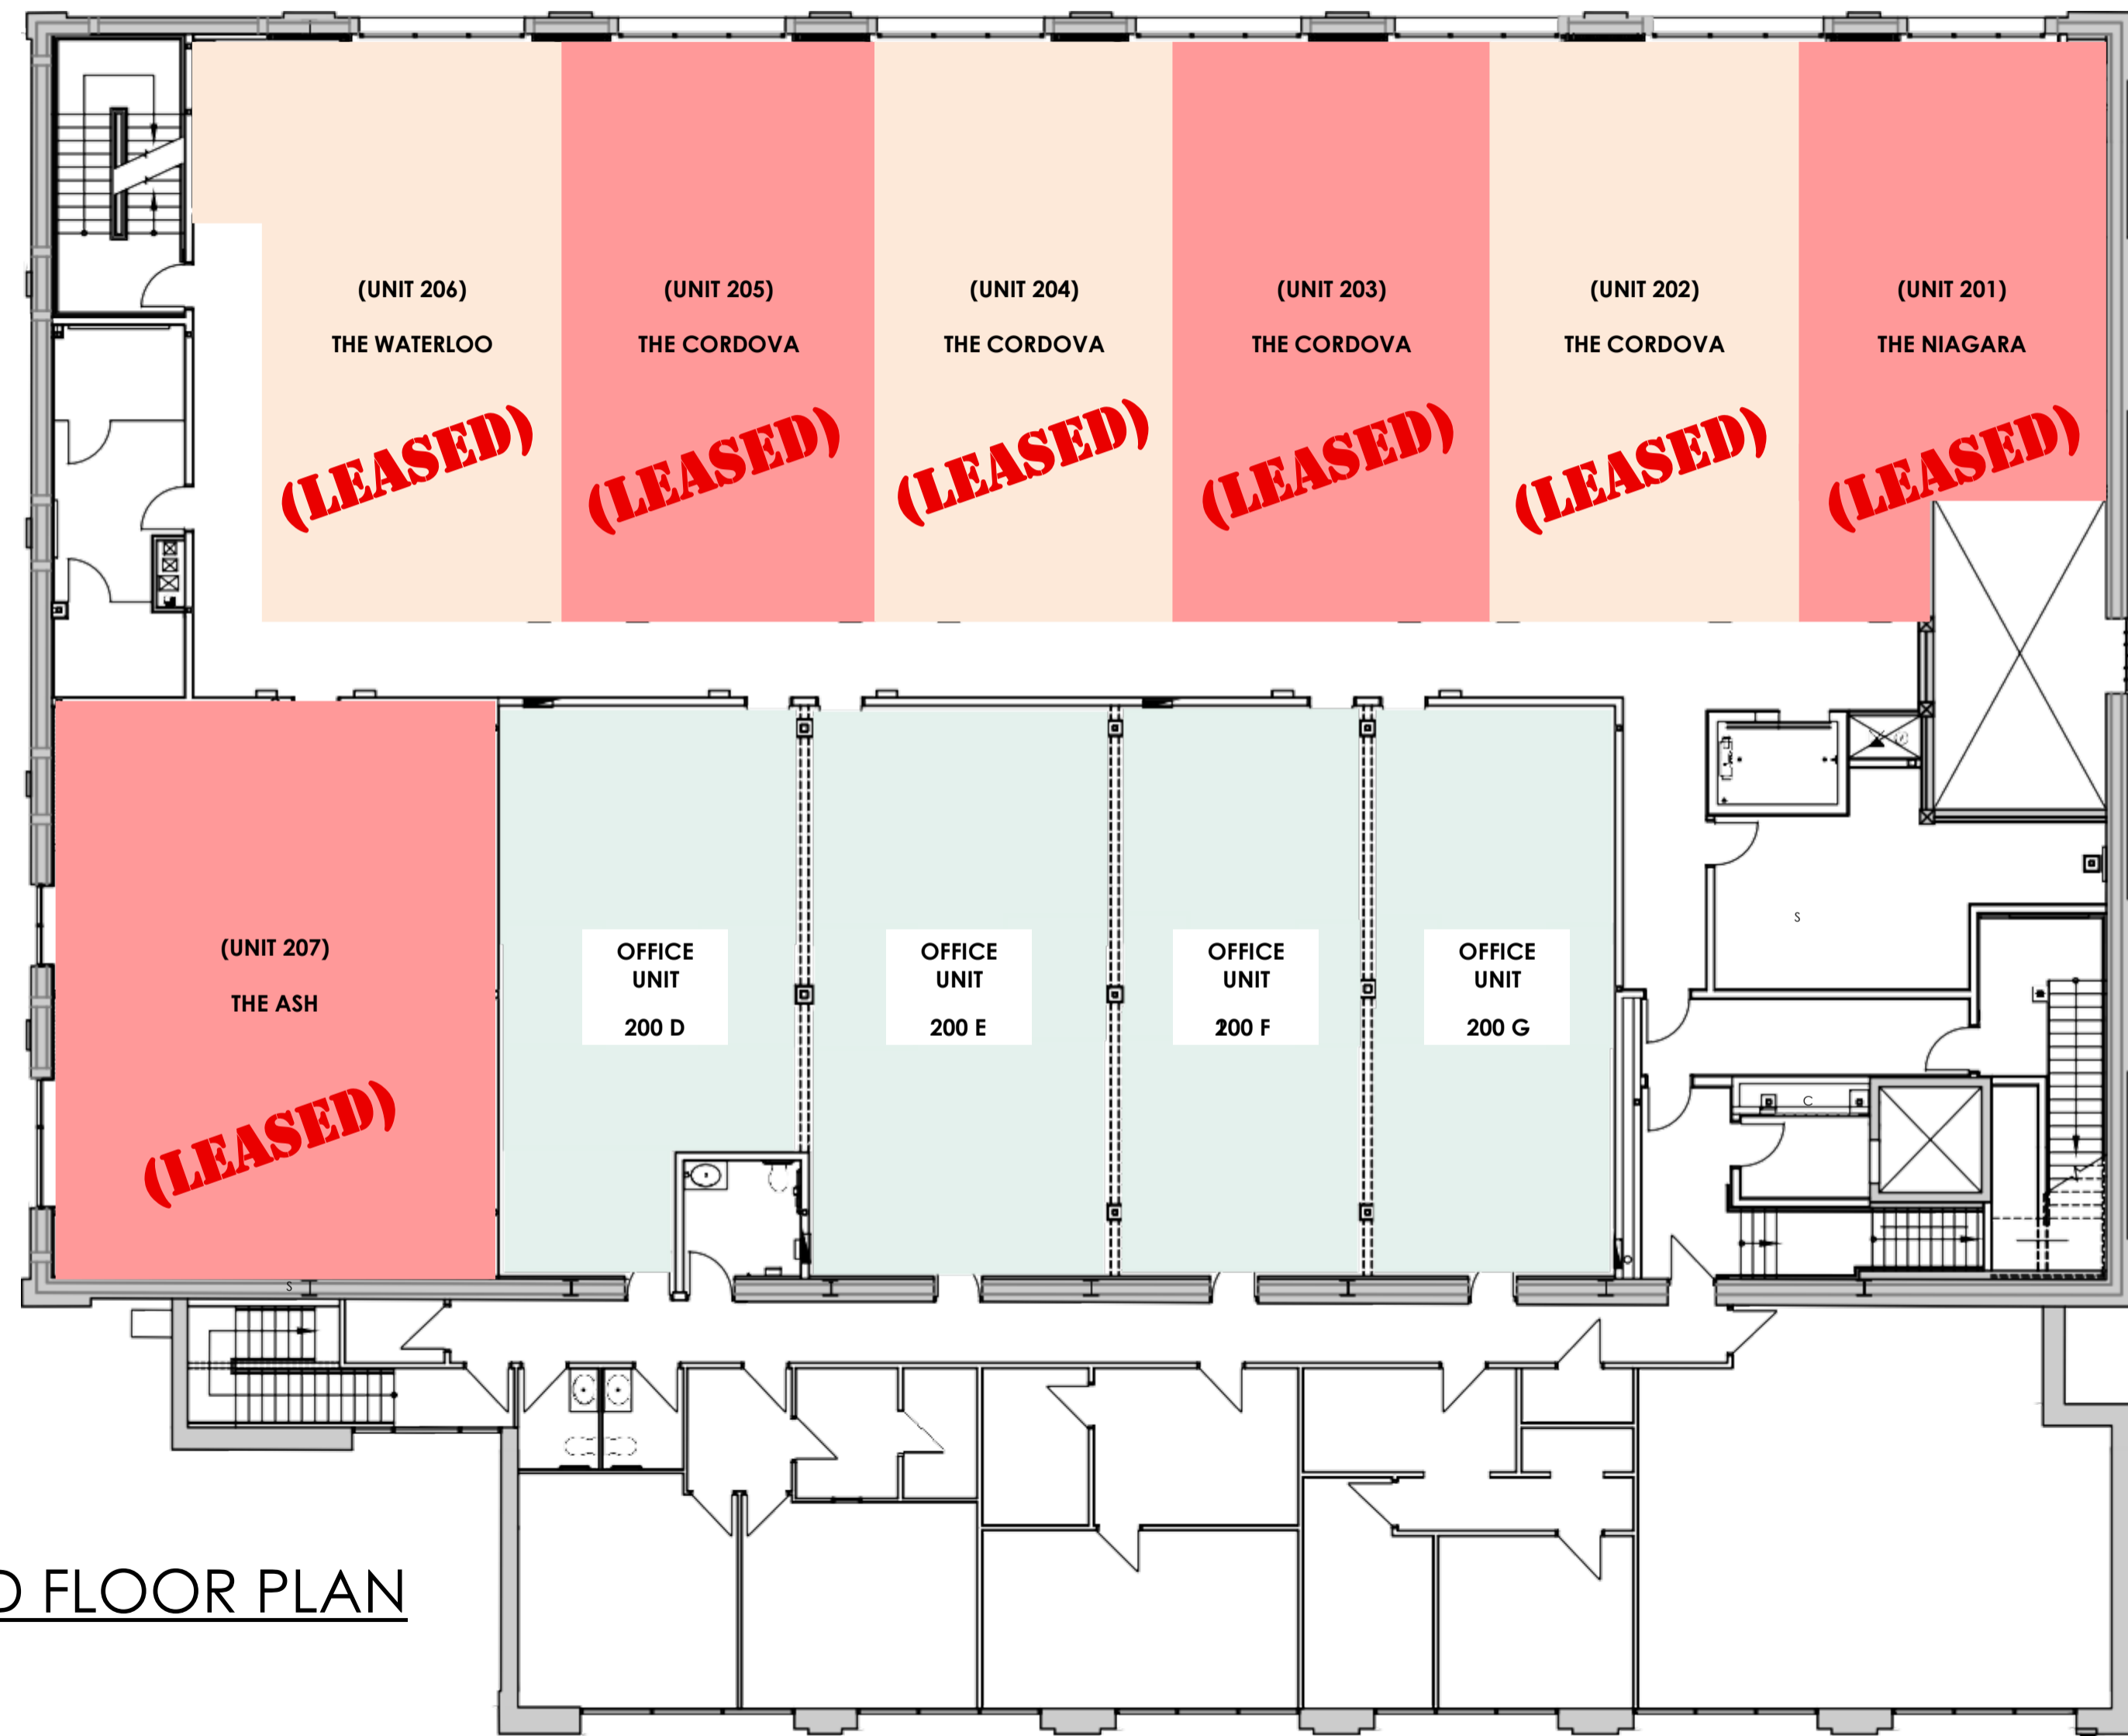 (UNIT 206)
THE WATERLOO
(LEASED)
(UNIT 205)
THE CORDOVA
(LEASED)
(UNIT 204)
THE CORDOVA
(LEASED)
(UNIT 203)
THE CORDOVA
(LEASED)
(UNIT 202)
THE CORDOVA
(LEASED)
(UNIT 201)
THE NIAGARA
(LEASED)
(UNIT 207)
THE ASH
(LEASED)
OFFICE
UNIT
200 D
OFFICE
UNIT
200 E
OFFICE
UNIT
200 F
OFFICE
UNIT
200 G
S
C
S
D FLOOR PLAN